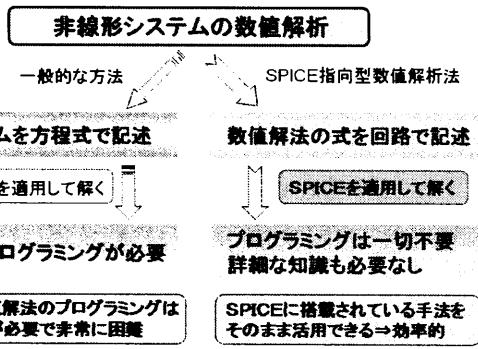 非線形システムの数値解析
一般的な方法
SPICE指向型数値解析法
ムを方程式で記述
数値解法の式を回路で記述
を適用して解く
SPICEを適用して解く
ログラミングが必要
プログラミングは一切不要
詳細な知識も必要なし
解法のプログラミングは
必要で非常に困難
SPICEに搭載されている手法を
そのまま活用できる⇒効率的